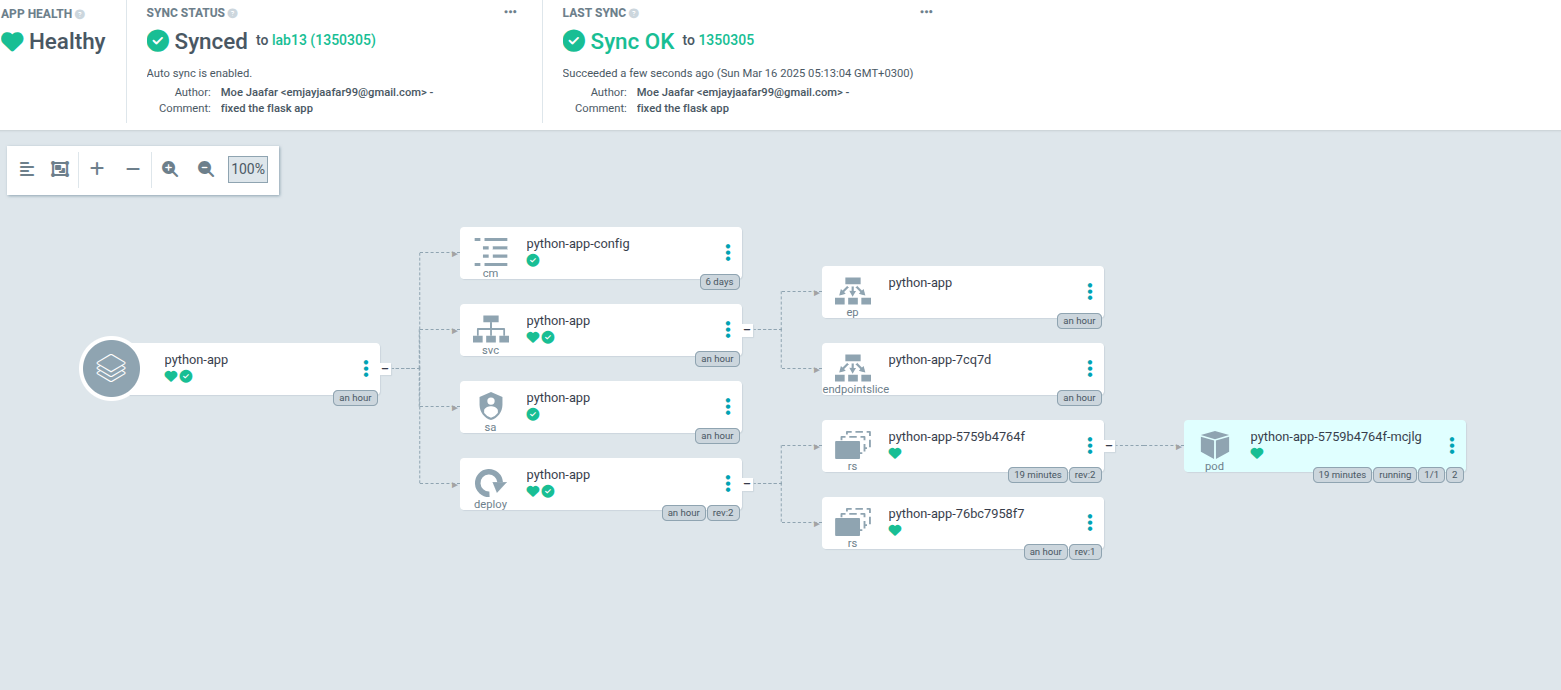 APP HEALTH
Healthy
SYNC STATUS
Synced to lab13 (1350305)
Auto sync is enabled.
Author: Moe Jaafar <emjayjaafar99@gmail.com> -
Comment: fixed the flask app
LAST SYNC
Sync OK to 1350305
Succeeded a few seconds ago (Sun Mar 16 2025 05:13:04 GMT+0300)
Author: Moe Jaafar <emjayjaafar99@gmail.com> -
Comment: fixed the flask app
100%
python-app
an hour
python-app-config
cm
6 days
python-app
svc
an hour
python-app
sa
an hour
python-app
deploy
an hour rev:2
python-app
ep
an hour
python-app-7cq7d
endpointslice
an hour
python-app-5759b4764f
rs
19 minutes rev:2
python-app-76bc7958f7
rs
an hour rev:1
python-app-5759b4764f-mcjlg
pod
19 minutes running 1/1 2